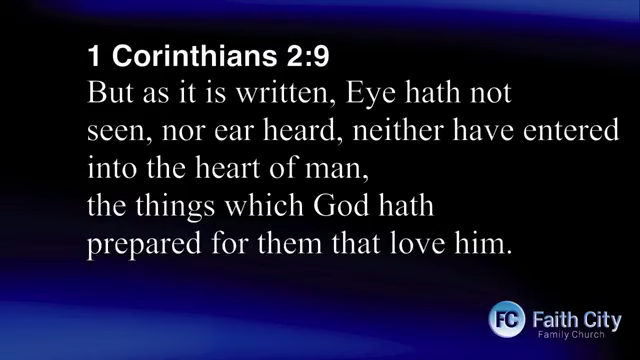 1 Corinthians 2:9
But as it is written, Eye hath not
seen, nor ear heard, neither have entered
into the heart of man,
the things which God hath
prepared for them that love him.
FC Faith City
Family Church